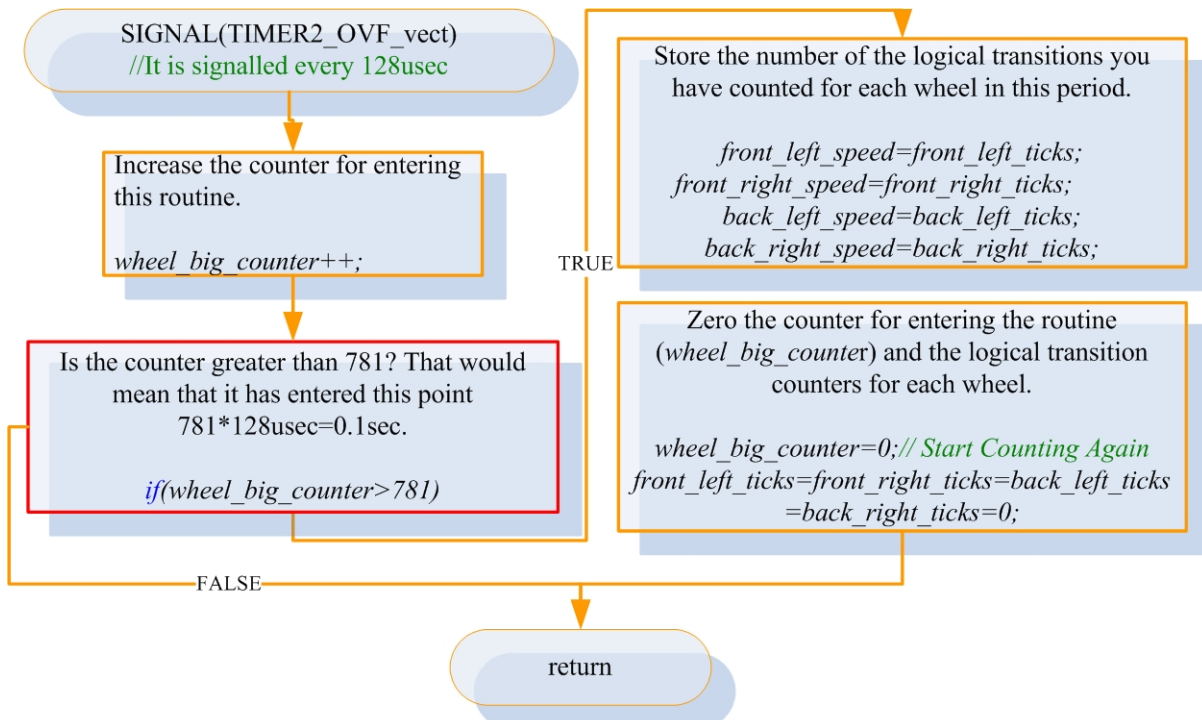 SIGNAL(TIMER2_OVF_vect)
//It is signalled every 128usec
Increase the counter for entering
this routine.
wheel_big_counter++;
Is the counter greater than 781? That would
mean that it has entered this point
781*128usec=0.1sec.
if(wheel_big_counter>781)
TRUE
Store the number of the logical transitions you
have counted for each wheel in this period.
front_left_speed=front_left_ticks;
front_right_speed=front_right_ticks;
back_left_speed=back_left_ticks;
back_right_speed=back_right_ticks;
Zero the counter for entering the routine
(wheel_big_counter) and the logical transition
counters for each wheel.
wheel_big_counter=0;// Start Counting Again
front_left_ticks=front_right_ticks=back_left_ticks
=back_right_ticks=0;
FALSE
return